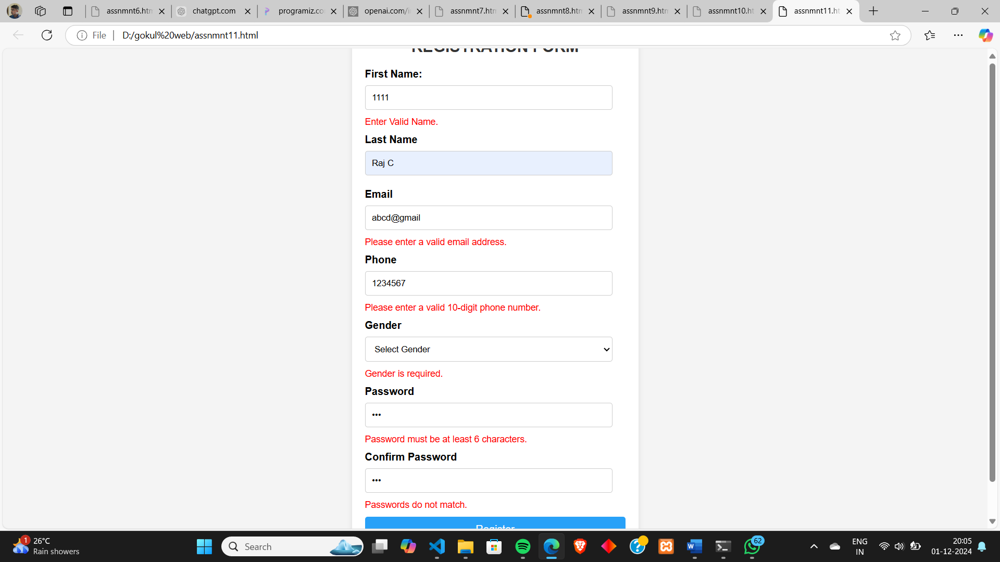 assnmnt6.htm
chatgpt.com
programiz.co
openai.com/i
assnmnt7.htm
assnmnt8.htm
assnmnt9.htm
assnmnt10.ht
assnmnt11.ht
File
D:/gokul%20web/assnmnt11.html
REGISTRATION FORM
First Name:
1111
Enter Valid Name.
Last Name
Raj C
Email
abcd@gmail
Please enter a valid email address.
Phone
1234567
Please enter a valid 10-digit phone number.
Gender
Select Gender
Gender is required.
Password
•••
Password must be at least 6 characters.
Confirm Password
•••
Passwords do not match.
Register
1
26°C
Rain showers
Search
62
ENG
IN
20:05
01-12-2024